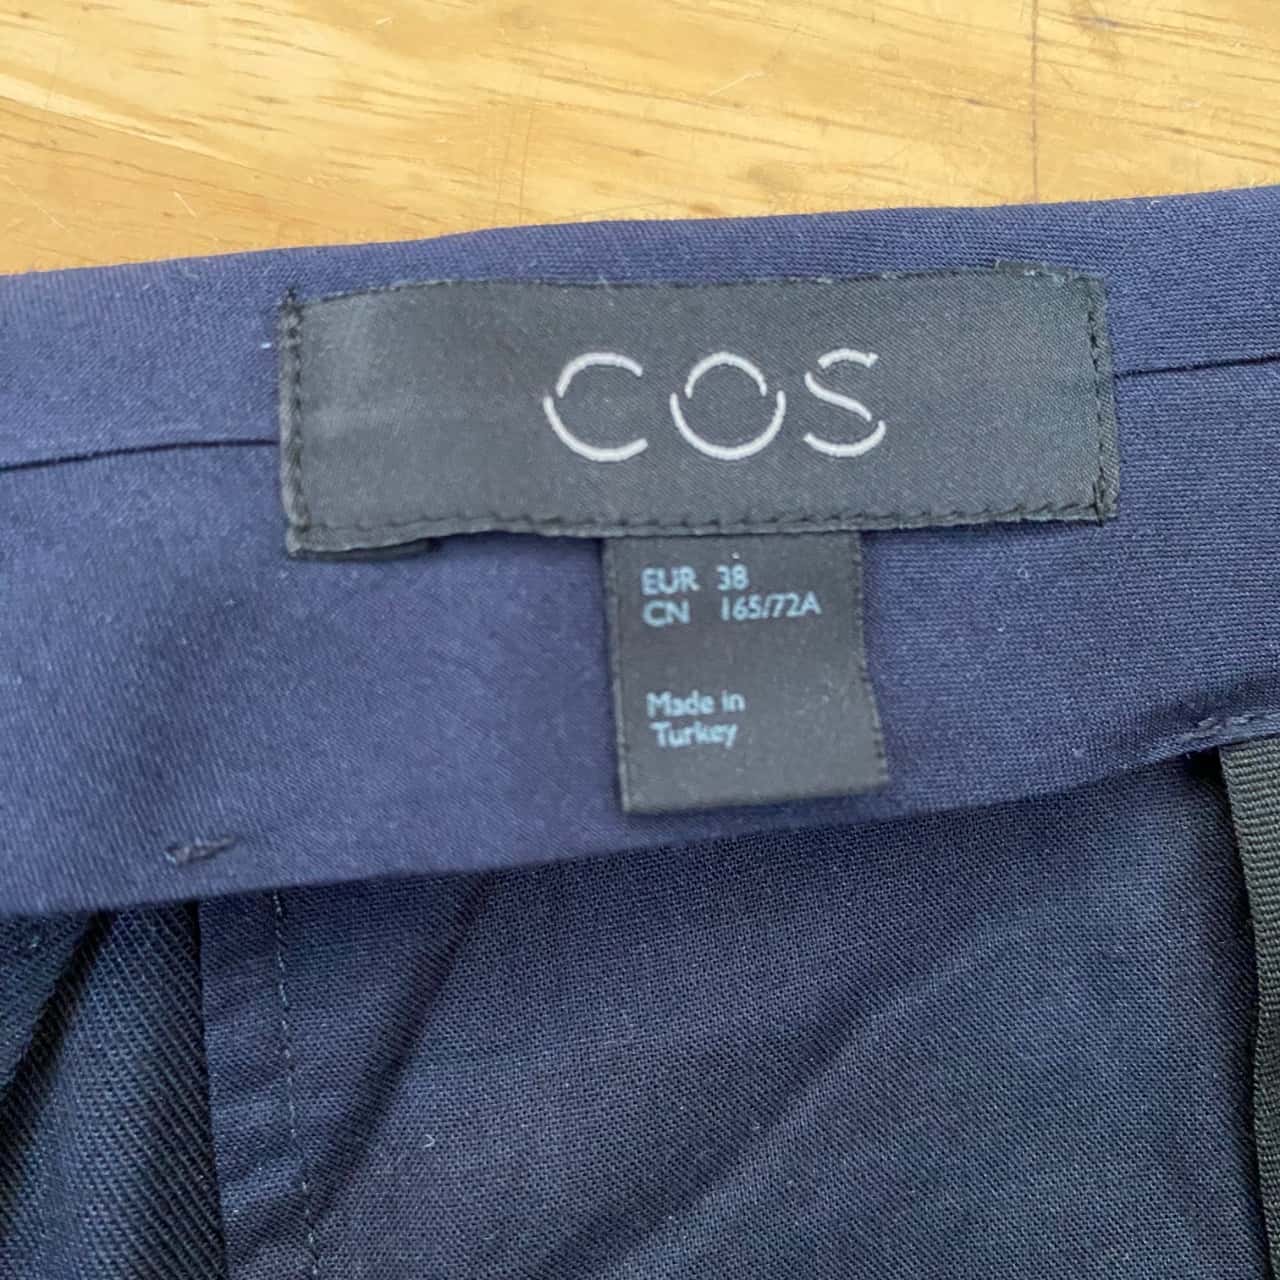 COS
EUR 38
CN 165/72A
Made in
Turkey